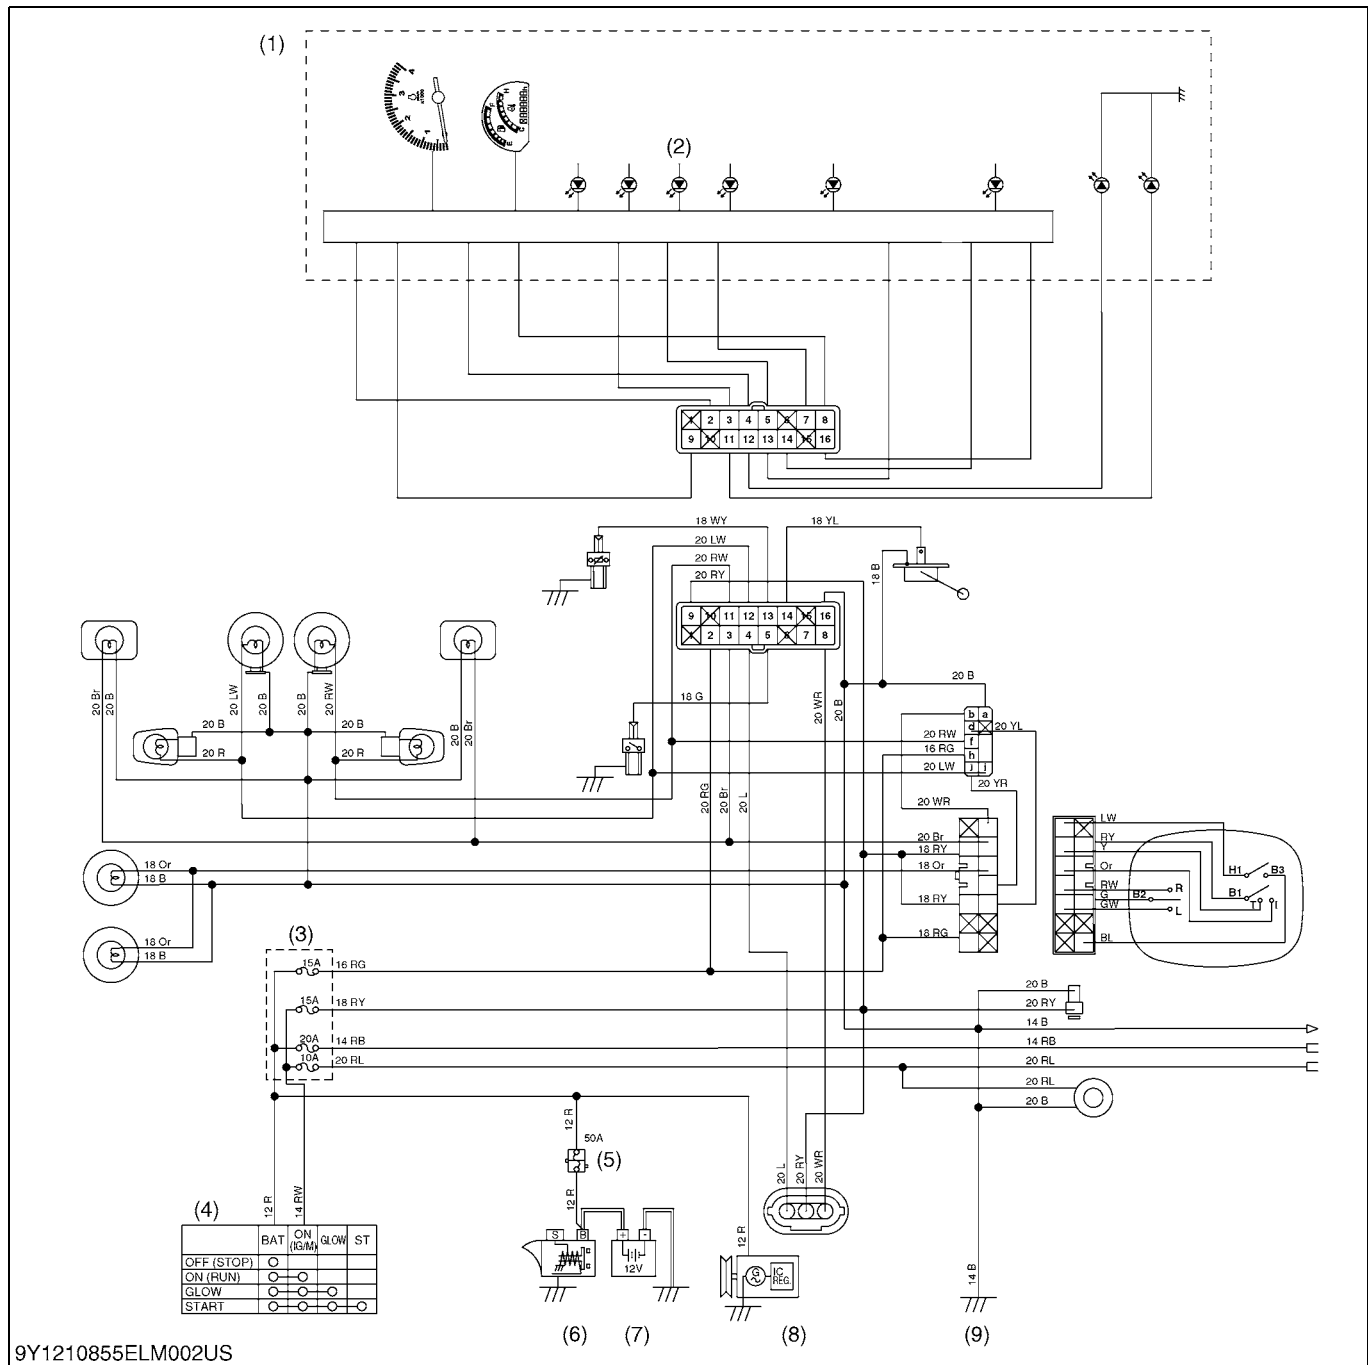 (1)
4
3
2
1
x1000
F
E
H
C
(2)
1 2 3 4 5 6 7 8
9 10 11 12 13 14 15 16
18 WY
18 YL
20 LW
20 RW
20 RY
18 B
9 10 11 12 13 14 15 16
1 2 3 4 5 6 7 8
20 Br
20 B
20 LW
20 B
20 B
20 RW
20 B
20 Br
20 B
20 R
20 B
20 R
18 G
20 WR
20 B
20 B
b a
d
20 YL
20 RW
f
16 RG
h
20 LW
j i
20 YR
20 RG
20 Br
20 L
20 WR
20 Br
18 RY
18 Or
18 RY
18 RG
LW
RY
Y
Or
RW
G
GW
BL
H1
B3
R
B2
B1
L
T1
I
18 Or
18 B
18 Or
18 B
(3)
15A
16 RG
15A
18 RY
20A
14 RB
10A
20 RL
20 B
20 RY
14 B
14 RB
20 RL
20 RL
20 B
12 R
50A
(5)
12 R
12 R
14 RW
(4)
BAT ON (IG/M) GLOW ST
OFF (STOP)
ON (RUN)
GLOW
START
S
B
+
-
12V
12 R
G
IC
REG.
20 L
20 RY
20 WR
14 B
(6)
(7)
(8)
(9)
9Y1210855ELM002US